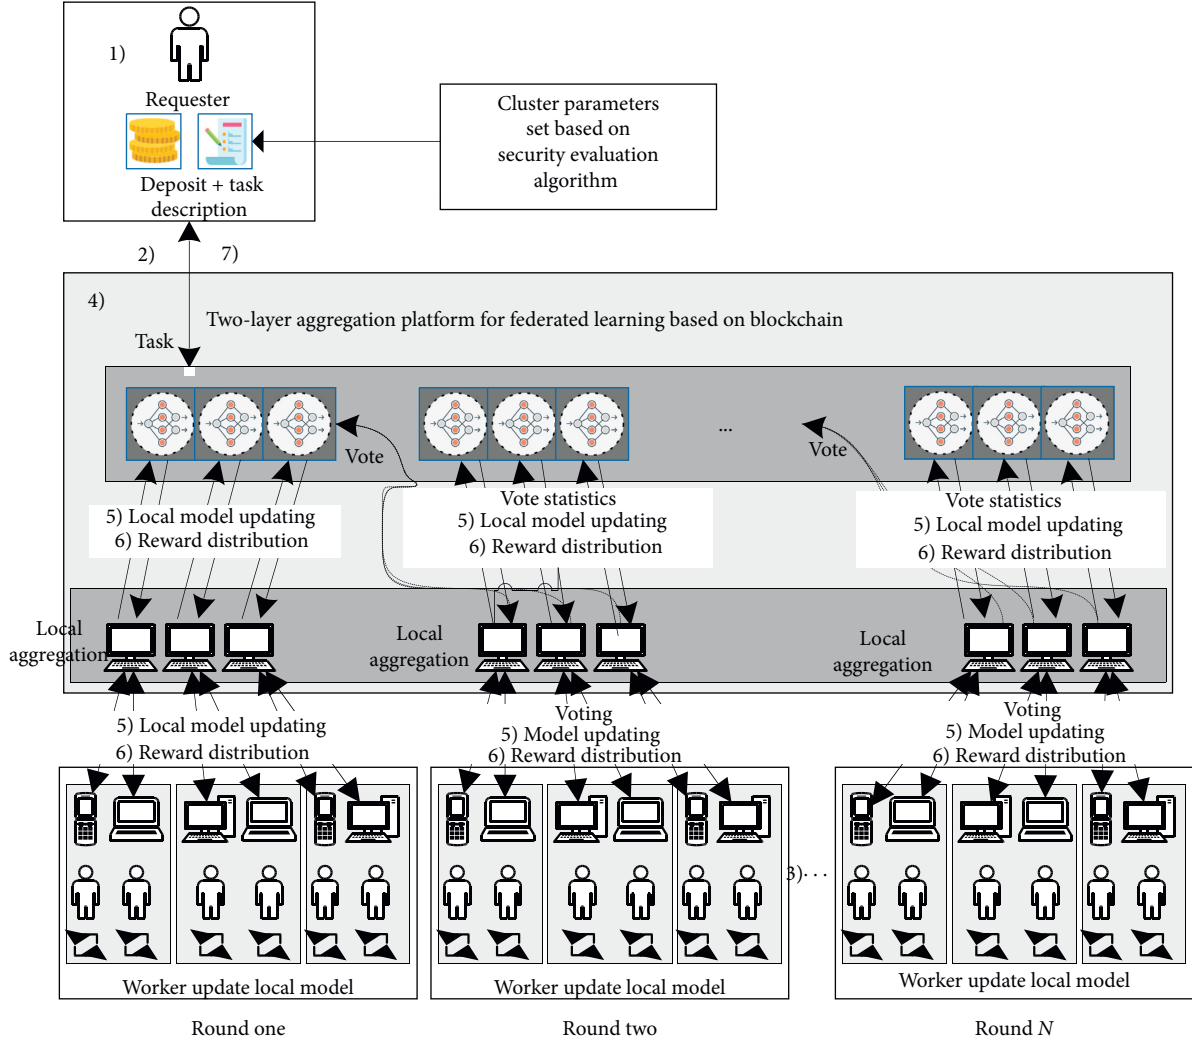 1)
Requester
Deposit + task
description
Cluster parameters
set based on
security evaluation
algorithm
2)
7)
4)
Two-layer aggregation platform for federated learning based on blockchain
Task
Vote
...
Vote
5) Local model updating
6) Reward distribution
Vote statistics
5) Local model updating
6) Reward distribution
Vote statistics
5) Local model updating
6) Reward distribution
Local
aggregation
Local
aggregation
Local
aggregation
5) Local model updating
6) Reward distribution
Voting
5) Model updating
6) Reward distribution
Voting
5) Model updating
6) Reward distribution
3)...
Worker update local model
Worker update local model
Worker update local model
Round one
Round two
Round N